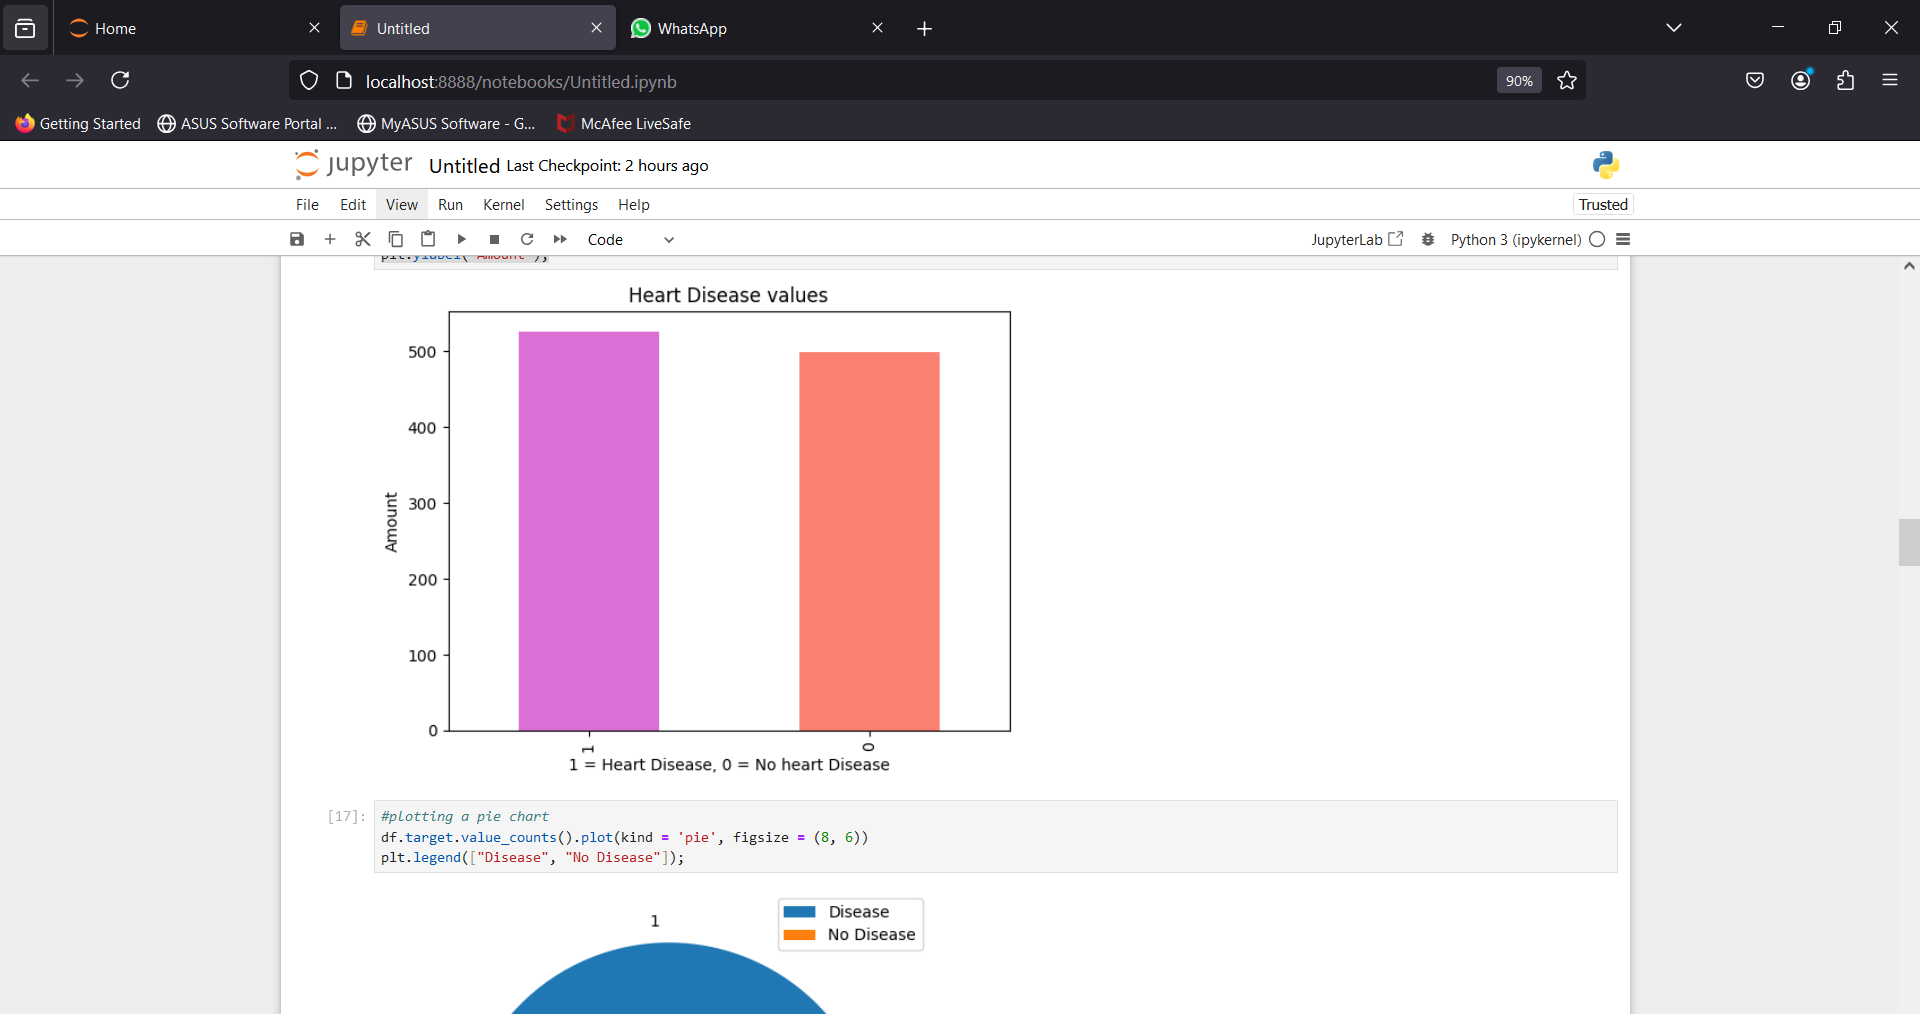 Home
Untitled
WhatsApp
localhost:8888/notebooks/Untitled.ipynb
90%
Getting Started
ASUS Software Portal ...
MyASUS Software - G...
McAfee LiveSafe
jupyter Untitled Last Checkpoint: 2 hours ago
File Edit View Run Kernel Settings Help
Trusted
Code
JupyterLab
Python 3 (ipykernel)
plt.ylabel("Amount");
Heart Disease values
500
400
300
200
100
0
Amount
1
0
1 = Heart Disease, 0 = No heart Disease
[17]:
#plotting a pie chart
df.target.value_counts().plot(kind = 'pie', figsize = (8, 6))
plt.legend(["Disease", "No Disease"]);
1
Disease
No Disease